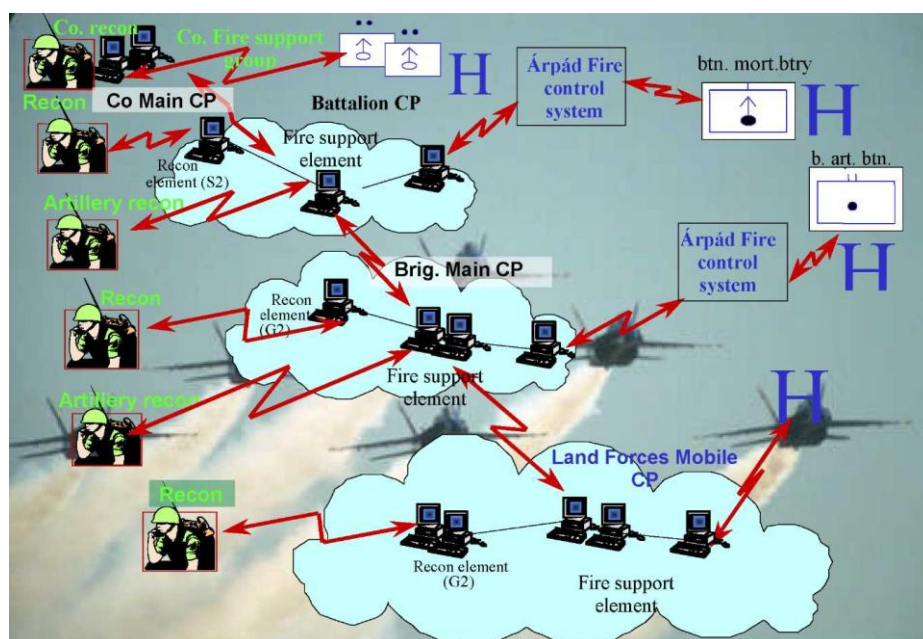 Co. recon
Co. Fire support
group
H
Árpád Fire
control
system
btn. mort.btry
H
Recon
Co Main CP
Battalion CP
Fire support
element
Recon
element (S2)
b. art. btn.
H
Artillery recon
Árpád Fire
control
system
Brig. Main CP
Recon
Recon
element
(G2)
Fire support
element
Artillery recon
H
Land Forces Mobile
CP
Recon
Recon element
(G2)
Fire support
element